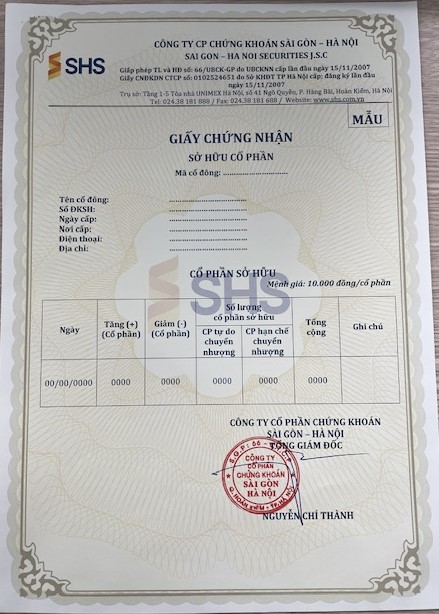 SHS
CÔNG TY CP CHỨNG KHOÁN SÀI GÒN – HÀ NỘI
SAI GON – HA NOI SECURITIES J.S.C
Giấy phép TL và HĐ số: 66/UBCK-GP do UBCKNN cấp lần đầu ngày 15/11/2007
Giấy CNĐKDN CTCP số: 0102524651 do Sở KHĐT TP Hà Nội cấp; đăng ký lần đầu
ngày 15/11/2007
Trụ sở: Tầng 1-5 Tòa nhà UNIMEX Hà Nội, số 41 Ngô Quyền, P. Hàng Bài, Hoàn Kiếm, Hà Nội
Tel: 024.38 181 888 / Fax: 024.38 181 688 / Website: www.shs.com.vn
MẪU
GIẤY CHỨNG NHẬN
SỞ HỮU CỔ PHẦN
Mã cổ đông: ..............................
Tên cổ đông: ..............................
Số ĐKSH: ..............................
Ngày cấp: ..............................
Nơi cấp: ..............................
Điện thoại: ..............................
Địa chỉ: ..............................
SHS
CỔ PHẦN SỞ HỮU
Mệnh giá: 10.000 đồng/cổ phần
Ngày Tăng (+) (Cổ phần) Giảm (-) (Cổ phần) Số lượng cổ phần sở hữu Tổng cộng Ghi chú
CP tự do chuyển nhượng CP hạn chế chuyển nhượng
00/00/0000 0000 0000 0000 0000 0000
CÔNG TY CỔ PHẦN CHỨNG KHOÁN
SÀI GÒN – HÀ NỘI
TỔNG GIÁM ĐỐC
CÔNG TY
CỔ PHẦN
CHỨNG KHOÁN
SÀI GÒN
HÀ NỘI
Q. HOÀN KIẾM - TP. HÀ NỘI
NGUYỄN CHÍ THÀNH